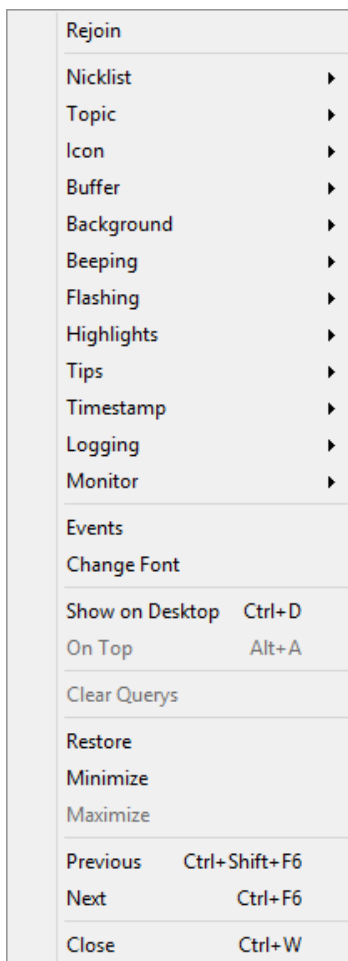 Rejoin
Nicklist
Topic
Icon
Buffer
Background
Beeping
Flashing
Highlights
Tips
Timestamp
Logging
Monitor
Events
Change Font
Show on Desktop Ctrl+D
On Top Alt+A
Clear Querys
Restore
Minimize
Maximize
Previous Ctrl+Shift+F6
Next Ctrl+F6
Close Ctrl+W